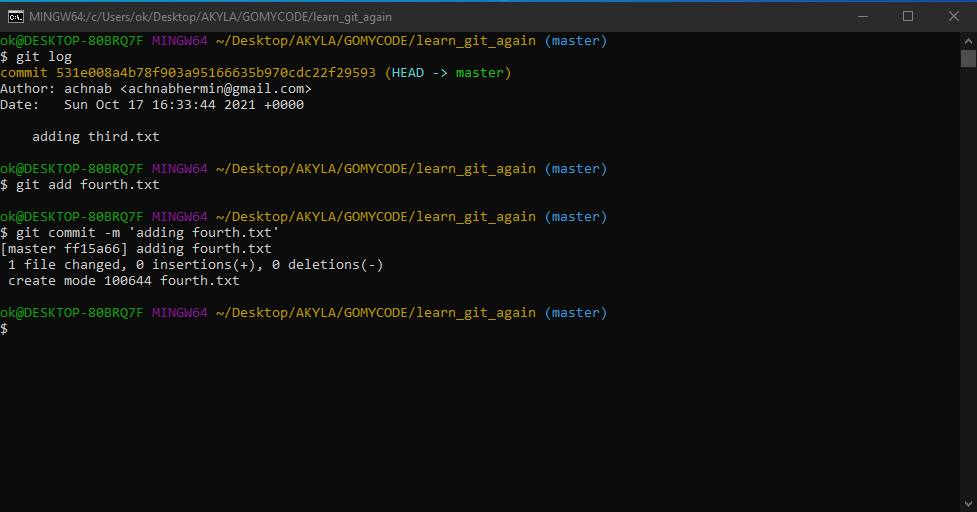 MINGW64:/c/Users/ok/Desktop/AKYLA/GOMYCODE/learn_git_again
ok@DESKTOP-80BRQ7F MINGW64 ~/Desktop/AKYLA/GOMYCODE/learn_git_again (master)
$ git log
commit 531e008a4b78f903a95166635b970cdc22f29593 (HEAD -> master)
Author: achnab <achnabhermin@gmail.com>
Date:   Sun Oct 17 16:33:44 2021 +0000
    adding third.txt
ok@DESKTOP-80BRQ7F MINGW64 ~/Desktop/AKYLA/GOMYCODE/learn_git_again (master)
$ git add fourth.txt
ok@DESKTOP-80BRQ7F MINGW64 ~/Desktop/AKYLA/GOMYCODE/learn_git_again (master)
$ git commit -m 'adding fourth.txt'
[master ff15a66] adding fourth.txt
 1 file changed, 0 insertions(+), 0 deletions(-)
 create mode 100644 fourth.txt
ok@DESKTOP-80BRQ7F MINGW64 ~/Desktop/AKYLA/GOMYCODE/learn_git_again (master)
$